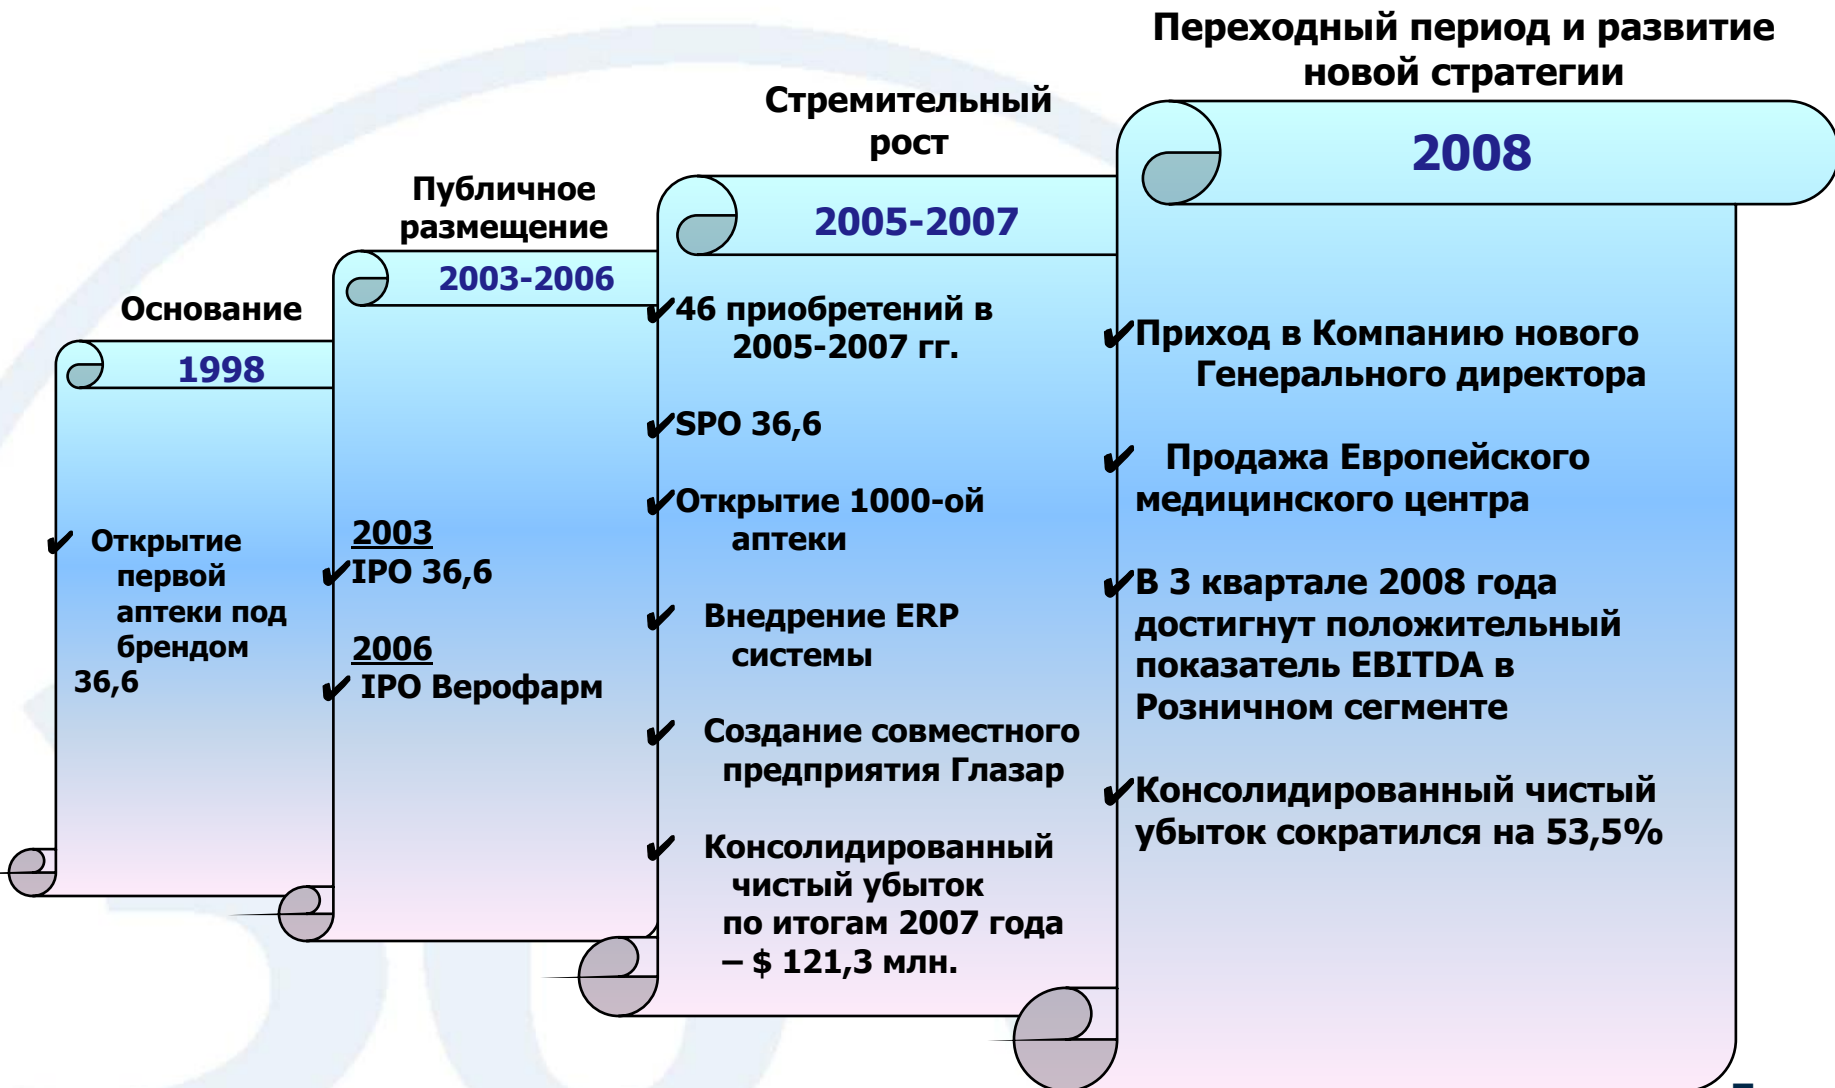 Основание
1998
✔ Открытие
первой
аптеки под
брендом
36,6
Публичное
размещение
2003-2006
2003
✔IPO 36,6
2006
✔ IPO Верофарм
Стремительный
рост
2005-2007
✔46 приобретений в
2005-2007 гг.
✔SPO 36,6
✔Открытие 1000-ой
аптеки
✔ Внедрение ERP
системы
✔ Создание совместного
предприятия Глазар
✔ Консолидированный
чистый убыток
по итогам 2007 года
– $ 121,3 млн.
Переходный период и развитие
новой стратегии
2008
✔Приход в Компанию нового
Генерального директора
✔ Продажа Европейского
медицинского центра
✔В 3 квартале 2008 года
достигнут положительный
показатель EBITDA в
Розничном сегменте
✔Консолидированный чистый
убыток сократился на 53,5%